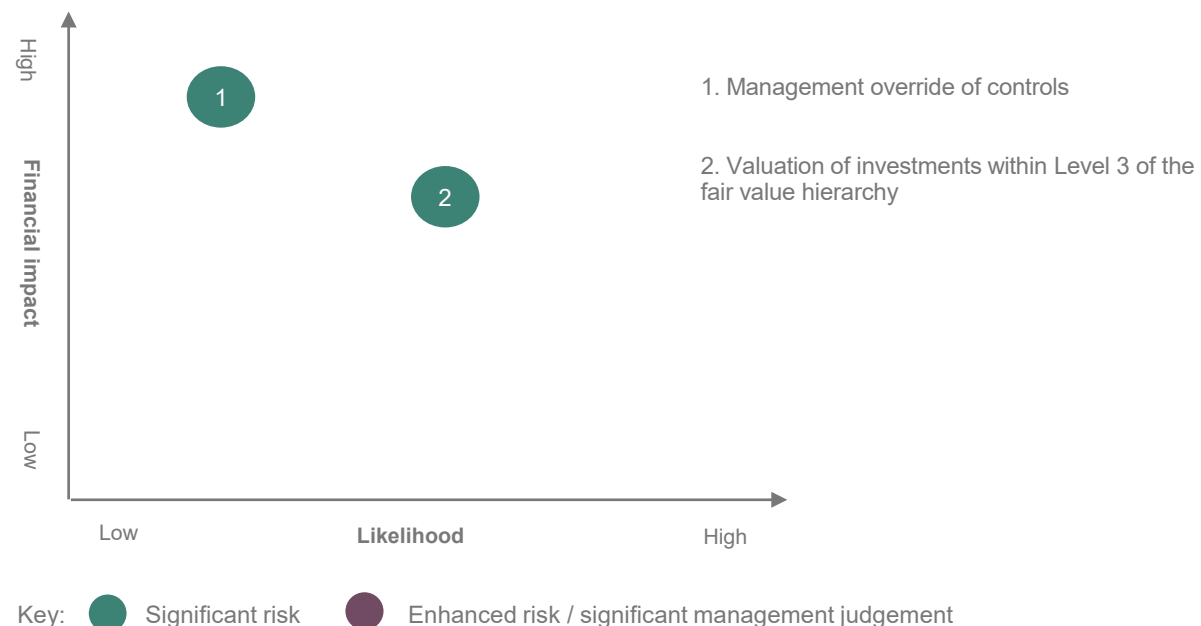 High
Financial impact
Low
1
2
1. Management override of controls
2. Valuation of investments within Level 3 of the
fair value hierarchy
Low
Likelihood
High
Key:
Significant risk
Enhanced risk / significant management judgement